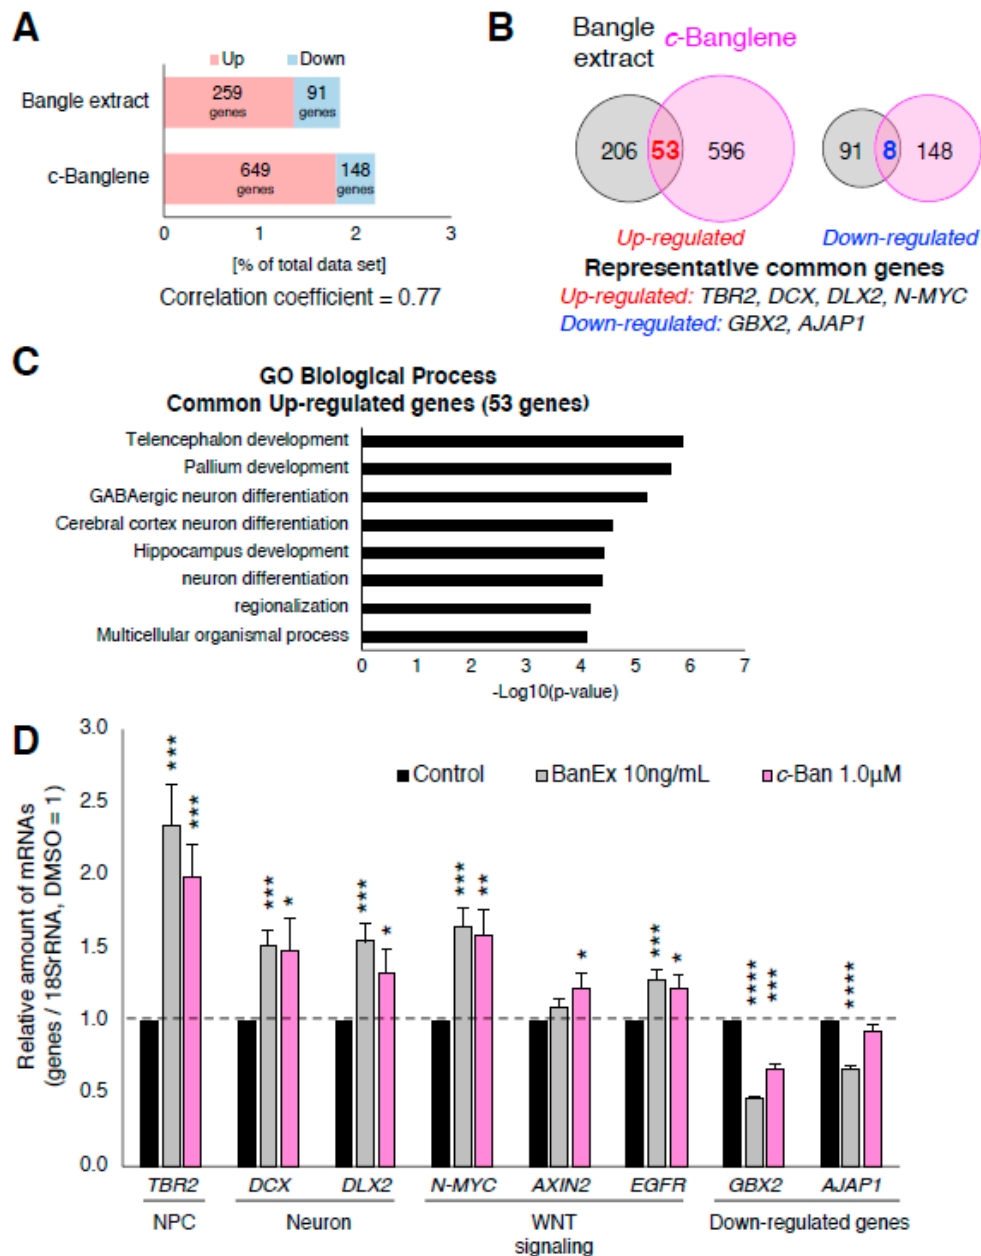 A
Up Down
Bangle extract
259
genes
91
genes
c-Banglene
649
genes
148
genes
0 1 2 3
[% of total data set]
Correlation coefficient = 0.77
B
Bangle
extract
c-Banglene
206 53 596
91 8 148
Up-regulated
Down-regulated
Representative common genes
Up-regulated: TBR2, DCX, DLX2, N-MYC
Down-regulated: GBX2, AJAP1
C
GO Biological Process
Common Up-regulated genes (53 genes)
Telencephalon development
Pallium development
GABAergic neuron differentiation
Cerebral cortex neuron differentiation
Hippocampus development
neuron differentiation
regionalization
Multicellular organismal process
0 1 2 3 4 5 6 7
-Log10(p-value)
D
Relative amount of mRNAs
(genes / 18SrRNA, DMSO = 1)
3.0
2.5
2.0
1.5
1.0
0.5
0.0
Control BanEx 10ng/mL c-Ban 1.0µM
*** ***
*** *
*** *
*** **
*
*** *
**** ***
****
TBR2 DCX DLX2 N-MYC AXIN2 EGFR GBX2 AJAP1
NPC Neuron WNT Down-regulated genes
signaling